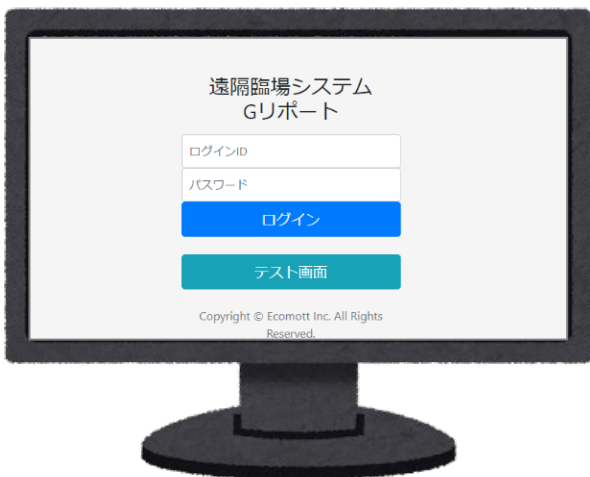 遠隔臨場システム
Gリポート
ログインID
パスワード
ログイン
テスト画面
Copyright © Ecomott Inc. All Rights
Reserved.